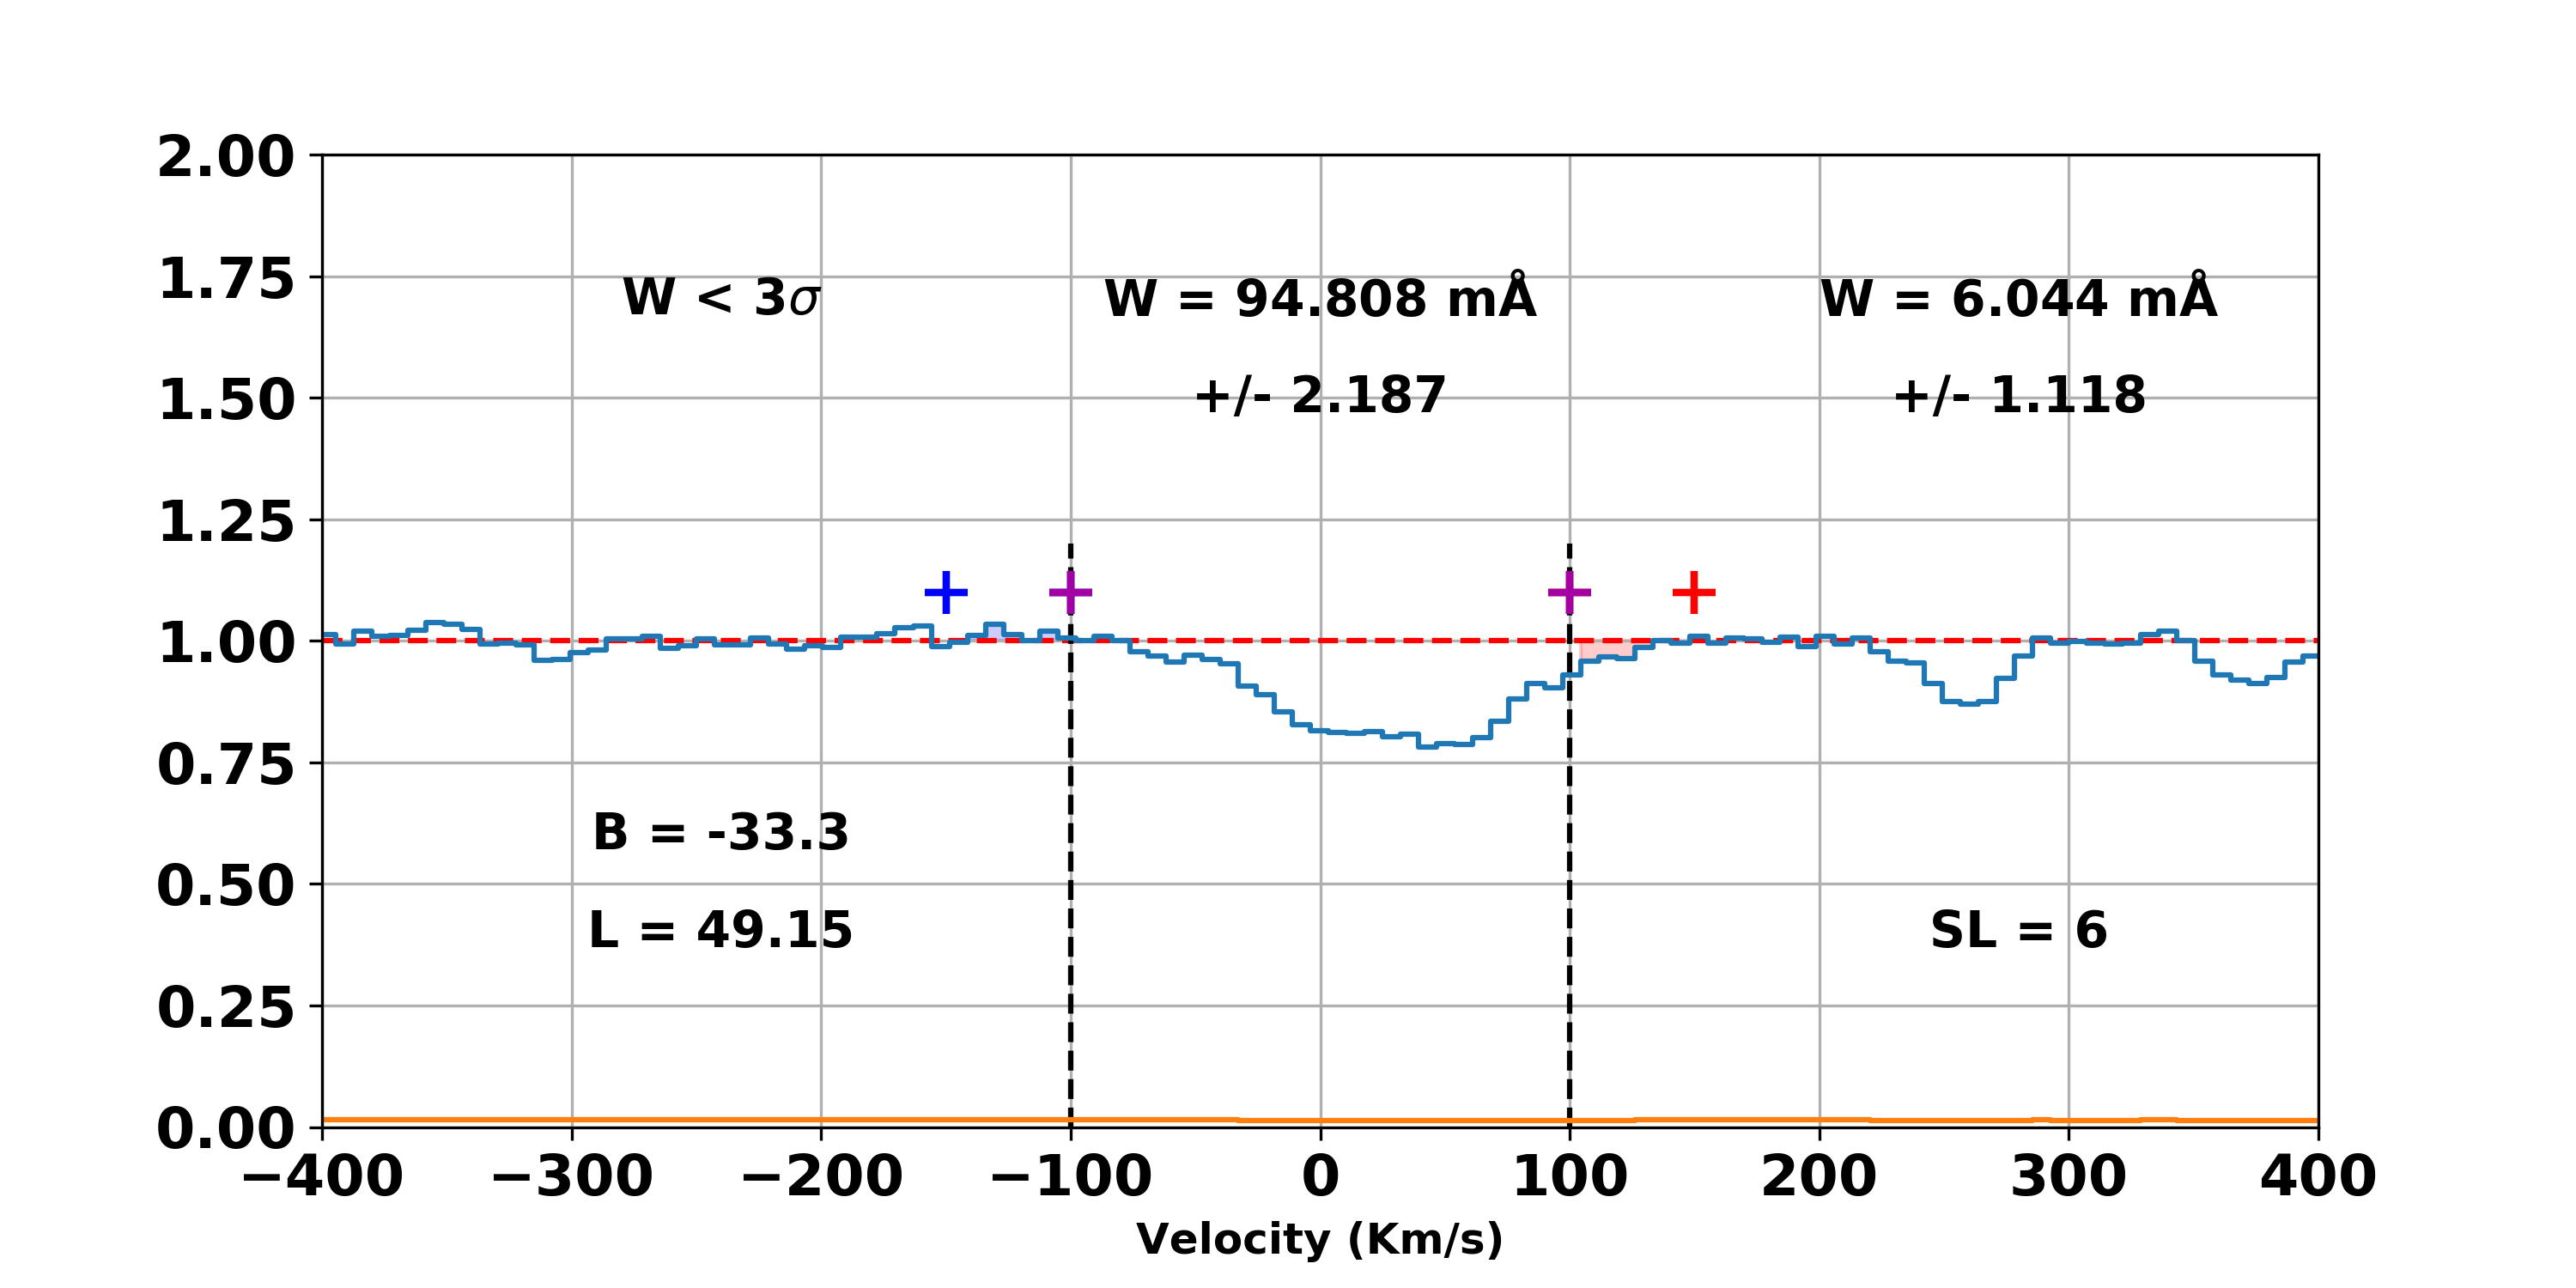 2.00
1.75
W < 3σ
W = 94.808 mÅ
W = 6.044 mÅ
1.50
+/- 2.187
+/- 1.118
1.25
1.00
0.75
B = -33.3
0.50
L = 49.15
SL = 6
0.25
0.00
−400 −300 −200 −100 0 100 200 300 400
Velocity (Km/s)